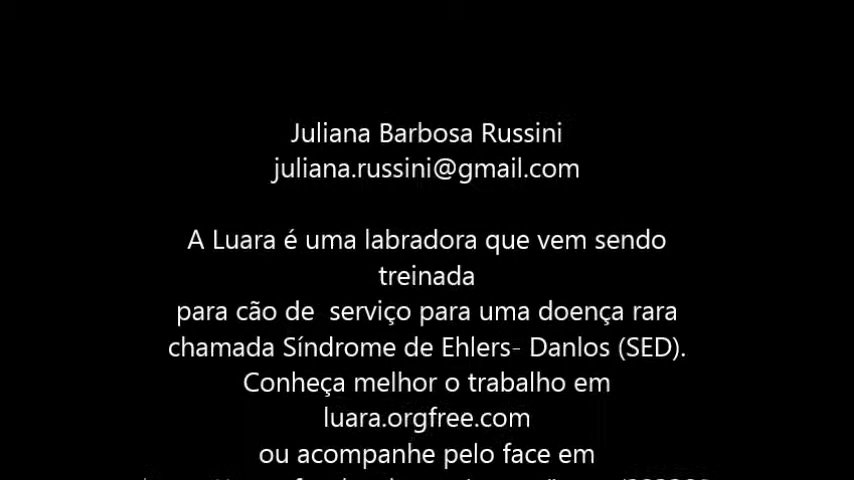 Juliana Barbosa Russini
juliana.russini@gmail.com
A Luara é uma labradora que vem sendo
treinada
para cão de  serviço para uma doença rara
chamada Síndrome de Ehlers- Danlos (SED).
Conheça melhor o trabalho em
luara.orgfree.com
ou acompanhe pelo face em